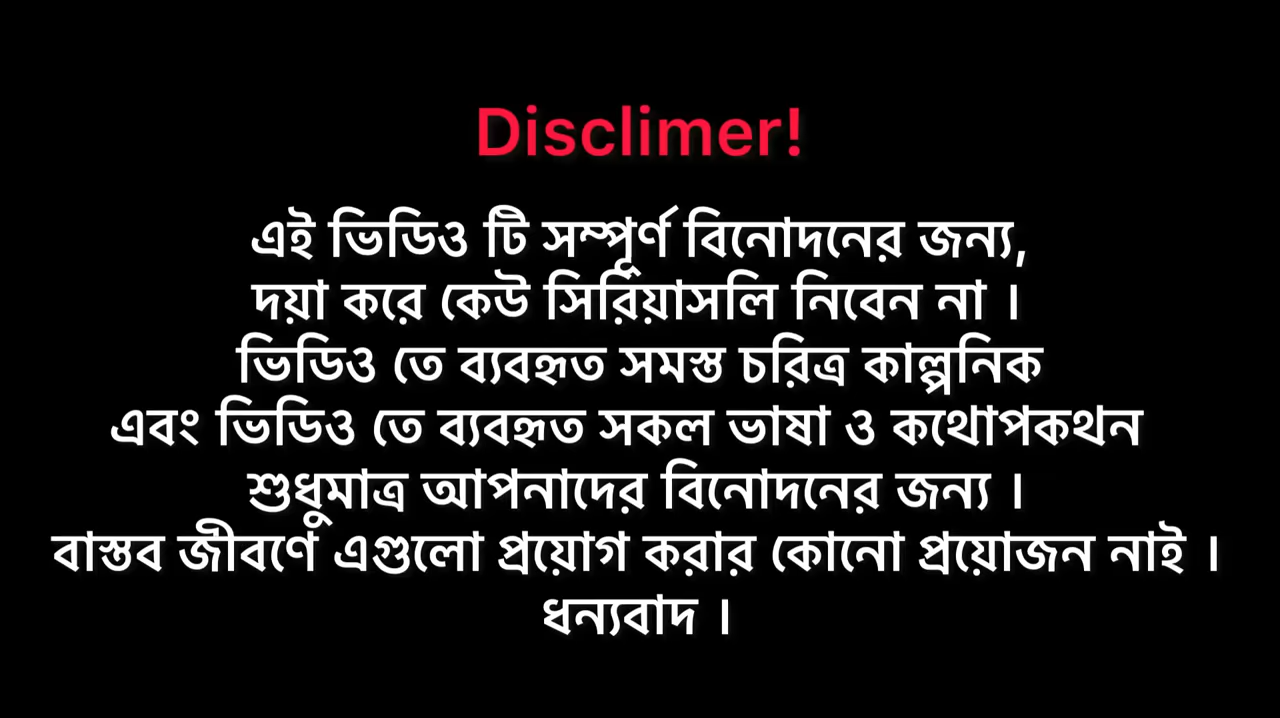 Disclimer!
এই ভিডিও টি সম্পূর্ণ বিনোদনের জন্য,
দয়া করে কেউ সিরিয়াসলি নিবেন না ।
ভিডিও তে ব্যবহৃত সমস্ত চরিত্র কাল্পনিক
এবং ভিডিও তে ব্যবহৃত সকল ভাষা ও কথোপকথন
শুধুমাত্র আপনাদের বিনোদনের জন্য ।
বাস্তব জীবণে এগুলো প্রয়োগ করার কোনো প্রয়োজন নাই ।
ধন্যবাদ ।